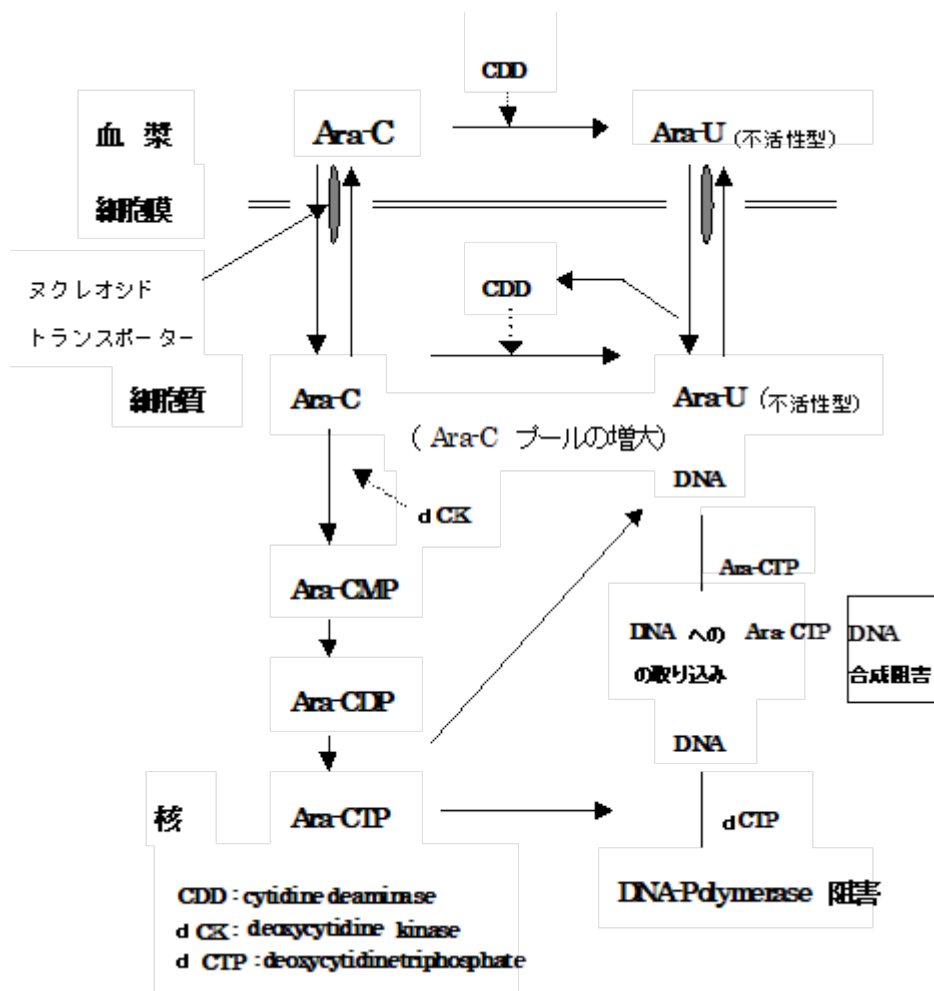 CDD
血 漿
Ara-C
Ara-U (不活性型)
細胞膜
ヌクレオシド
トランスポーター
CDD
細胞質
Ara-C
Ara-U (不活性型)
( Ara-C プールの増大)
DNA
dCK
Ara-CTP
Ara-CMP
DNA への Ara-CTP
の取り込み
DNA
合成阻害
Ara-CDP
DNA
核
Ara-CTP
dCTP
DNA-Polymerase 阻害
CDD : cytidine deaminase
dCK : deoxycytidine kinase
d CTP : deoxycytidinetriphosphate